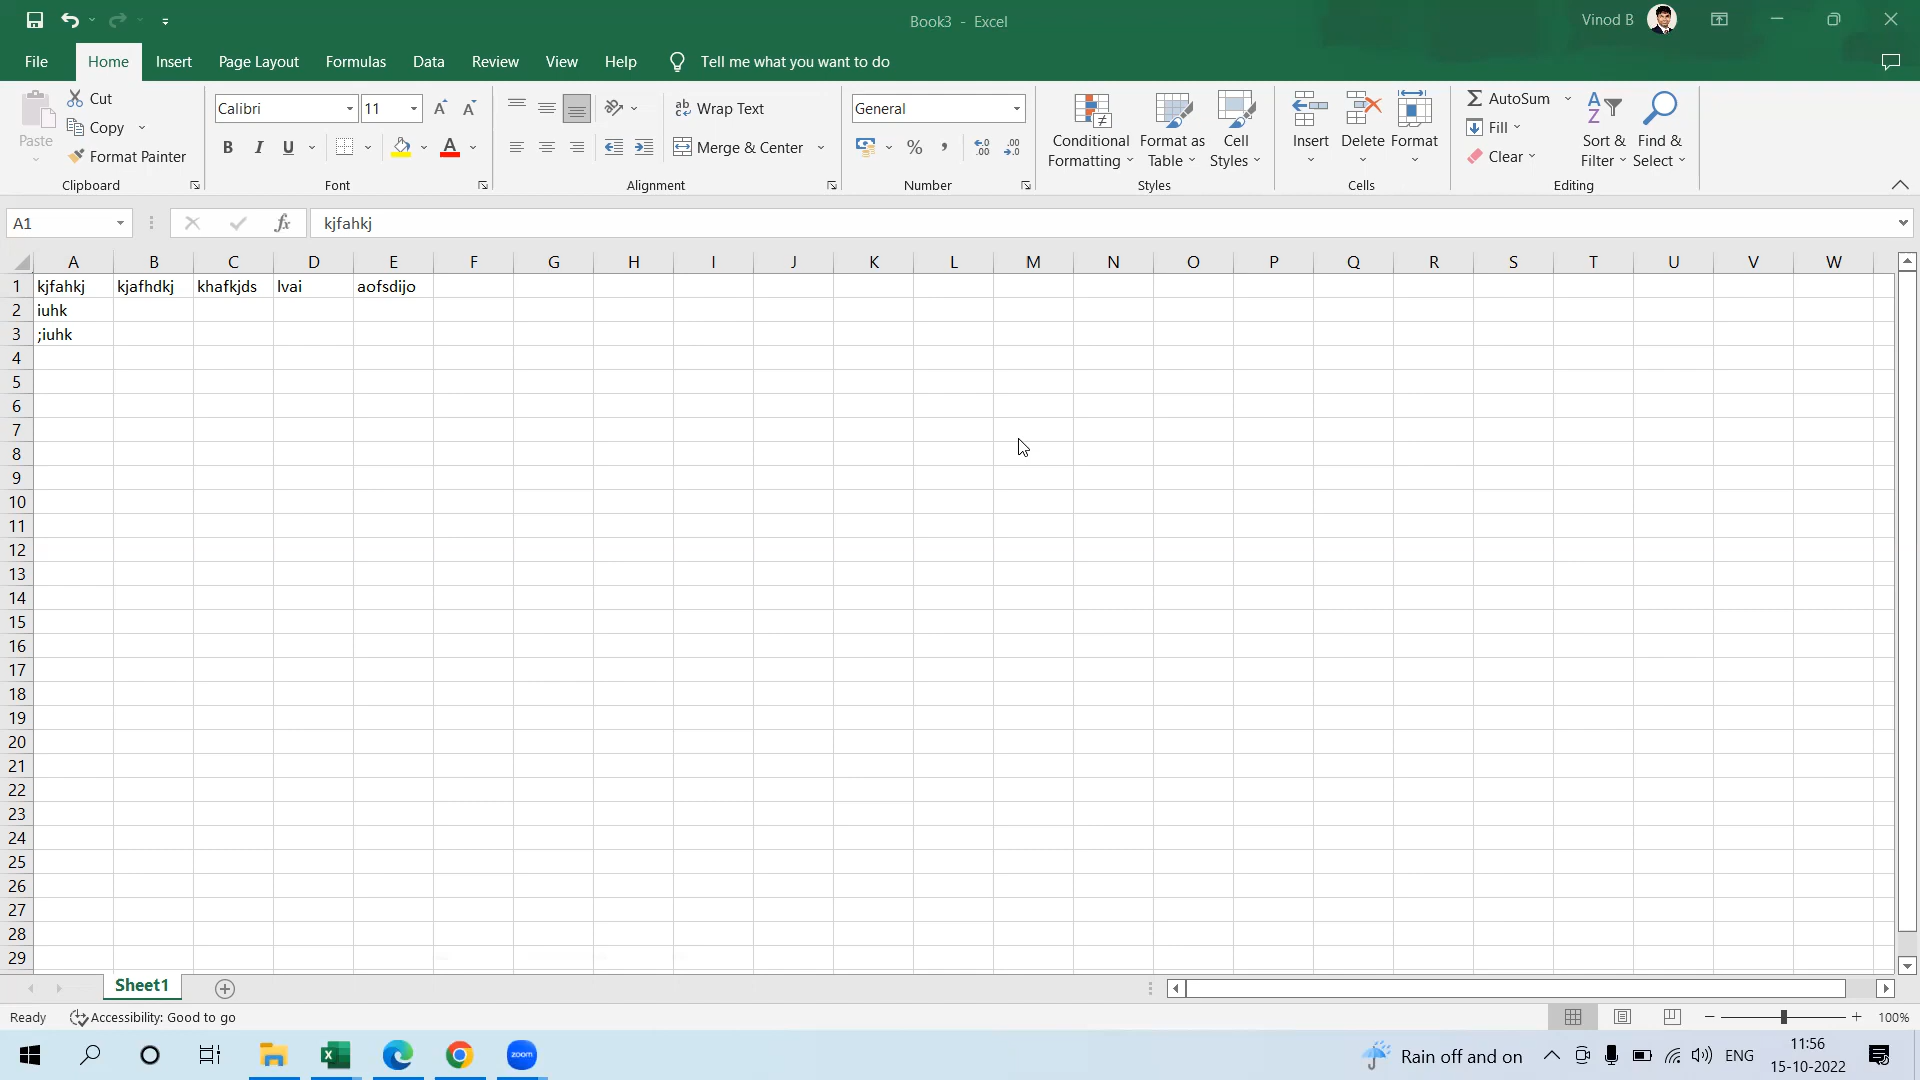 Book3 - Excel
Vinod B
File Home Insert Page Layout Formulas Data Review View Help Tell me what you want to do
Paste
Cut
Copy
Format Painter
Clipboard
Calibri 11
B I U
Font
Wrap Text
Merge & Center
Alignment
General
Number
Conditional Formatting
Format as Table
Cell Styles
Styles
Insert Delete Format
Cells
AutoSum
Fill
Clear
Sort & Filter
Find & Select
Editing
A1 fx kjfahkj
A B C D E F G H I J K L M N O P Q R S T U V W
1 kjfahkj kjafhdkj khafkjds lvai aofsdijo
2 iuhk
3 ;iuhk
4
5
6
7
8
9
10
11
12
13
14
15
16
17
18
19
20
21
22
23
24
25
26
27
28
29
Sheet1
Ready Accessibility: Good to go 100%
zoom Rain off and on ENG
11:56
15-10-2022